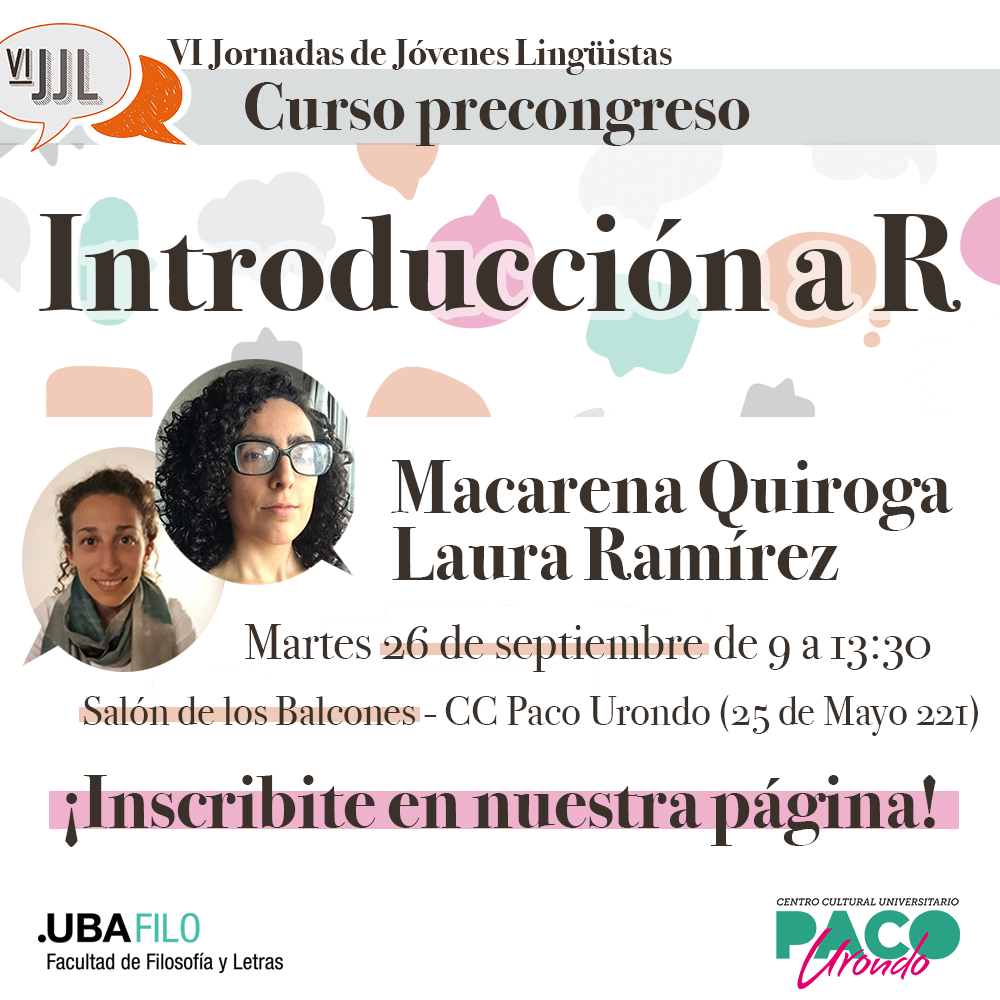 VI JJL
VI Jornadas de Jóvenes Lingüistas
Curso precongreso
Introducción a R
Macarena Quiroga
Laura Ramírez
Martes 26 de septiembre de 9 a 13:30
Salón de los Balcones - CC Paco Urondo (25 de Mayo 221)
¡Inscribite en nuestra página!
.UBAFILO
Facultad de Filosofía y Letras
CENTRO CULTURAL UNIVERSITARIO
PACO
Urondo